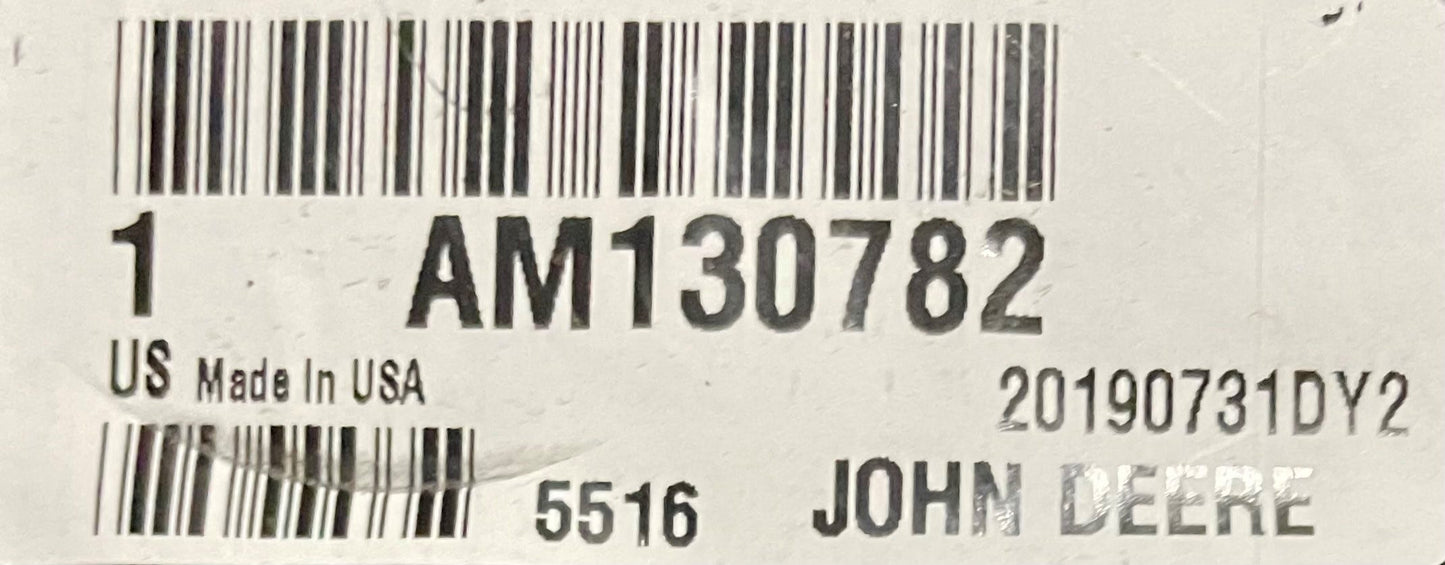 1 AM130782
US Made In USA
20190731DY2
5516 JOHN DEERE